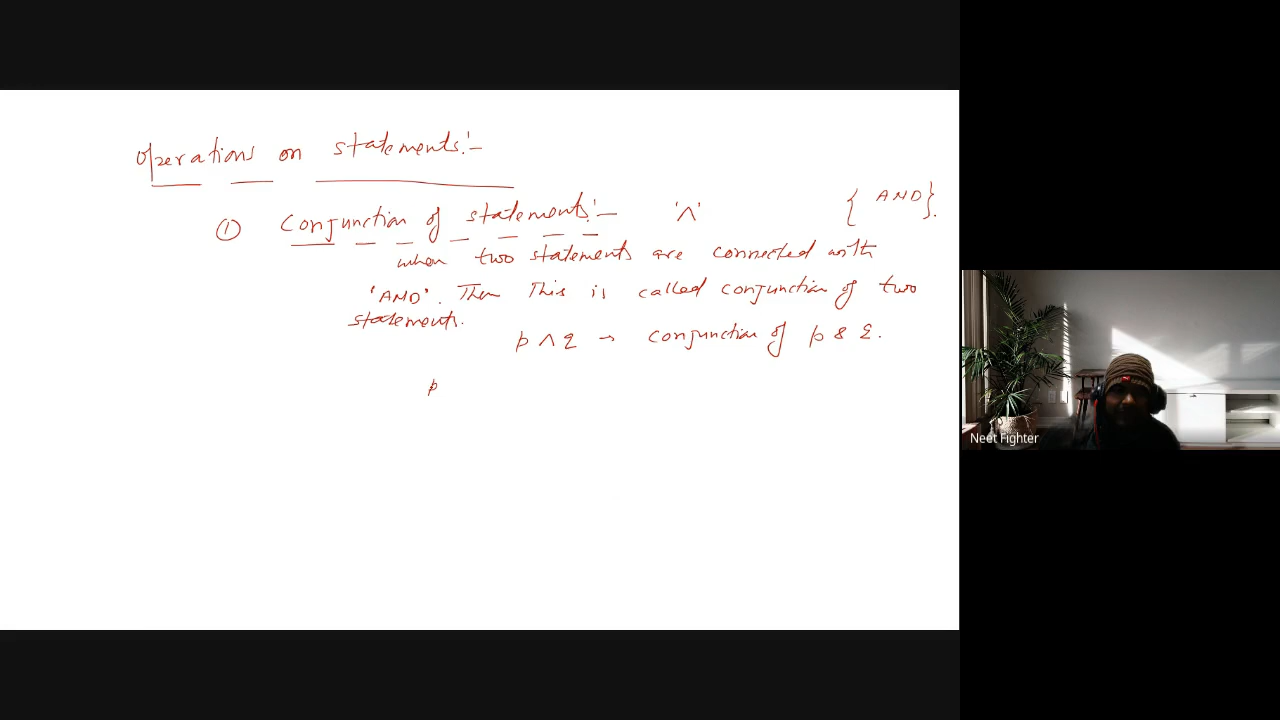 Operations on statements:-
① Conjunction of statements:- '∧' { AND}.
when two statements are connected with
'AND'. Then This is called conjunction of two
statements.
p ∧ q → conjunction of p & q.
p
Neet Fighter